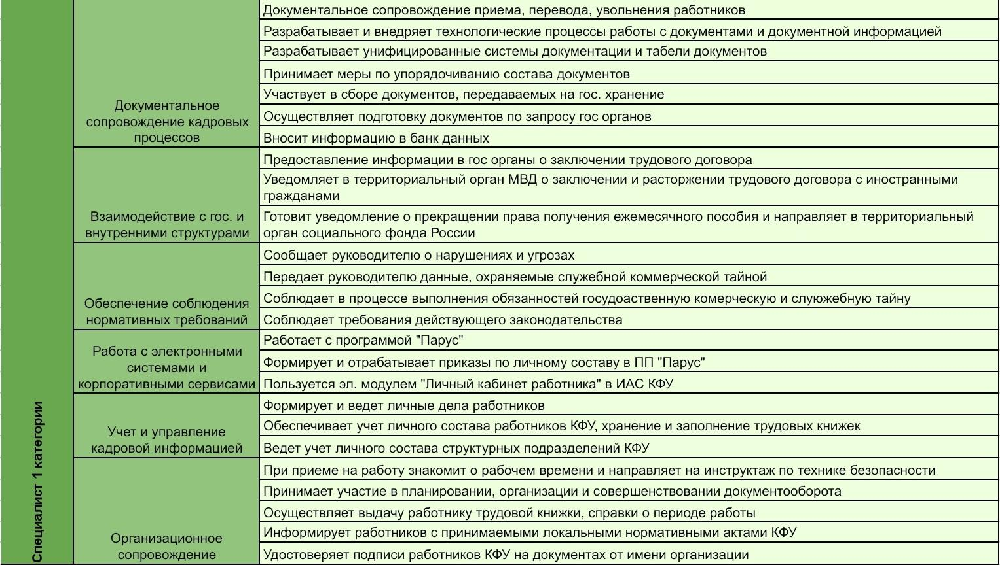 Специалист 1 категории
Документальное
сопровождение кадровых
процессов
Документальное сопровождение приема, перевода, увольнения работников
Разрабатывает и внедряет технологические процессы работы с документами и документной информацией
Разрабатывает унифицированные системы документации и табели документов
Принимает меры по упорядочиванию состава документов
Участвует в сборе документов, передаваемых на гос. хранение
Осуществляет подготовку документов по запросу гос органов
Вносит информацию в банк данных
Взаимодействие с гос. и
внутренними структурами
Предоставление информации в гос органы о заключении трудового договора
Уведомляет в территориальный орган МВД о заключении и расторжении трудового договора с иностранными
гражданами
Готовит уведомление о прекращении права получения ежемесячного пособия и направляет в территориальный
орган социального фонда России
Обеспечение соблюдения
нормативных требований
Сообщает руководителю о нарушениях и угрозах
Передает руководителю данные, охраняемые служебной коммерческой тайной
Соблюдает в процессе выполнения обязанностей госудоаственную комерческую и слуюжебную тайну
Соблюдает требования действующего законодательства
Работа с электронными
системами и
корпоративными сервисами
Работает с программой "Парус"
Формирует и отрабатывает приказы по личному составу в ПП "Парус"
Пользуется эл. модулем "Личный кабинет работника" в ИАС КФУ
Учет и управление
кадровой информацией
Формирует и ведет личные дела работников
Обеспечивает учет личного состава работников КФУ, хранение и заполнение трудовых книжек
Ведет учет личного состава структурных подразделений КФУ
Организационное
сопровождение
При приеме на работу знакомит о рабочем времени и направляет на инструктаж по технике безопасности
Принимает участие в планировании, организации и совершенствовании документооборота
Осуществляет выдачу работнику трудовой книжки, справки о периоде работы
Информирует работников с принимаемыми локальными нормативными актами КФУ
Удостоверяет подписи работников КФУ на документах от имени организации